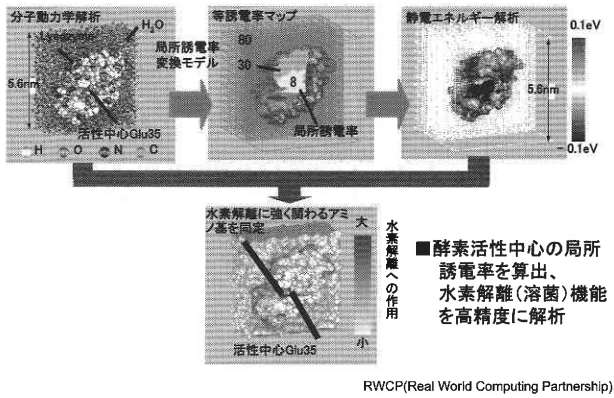 分子動力学解析
H₂O
Lysozyme
5.6nm
活性中心Glu35
H O N C
局所誘電率
変換モデル
等誘電率マップ
80
30
8
局所誘電率
静電エネルギー解析
0.1eV
5.6nm
-0.1eV
水素解離に強く関わるアミ
ノ基を同定
大
水素解離への作用
小
活性中心Glu35
■酵素活性中心の局所
誘電率を算出、
水素解離(溶菌)機能
を高精度に解析
RWCP(Real World Computing Partnership)